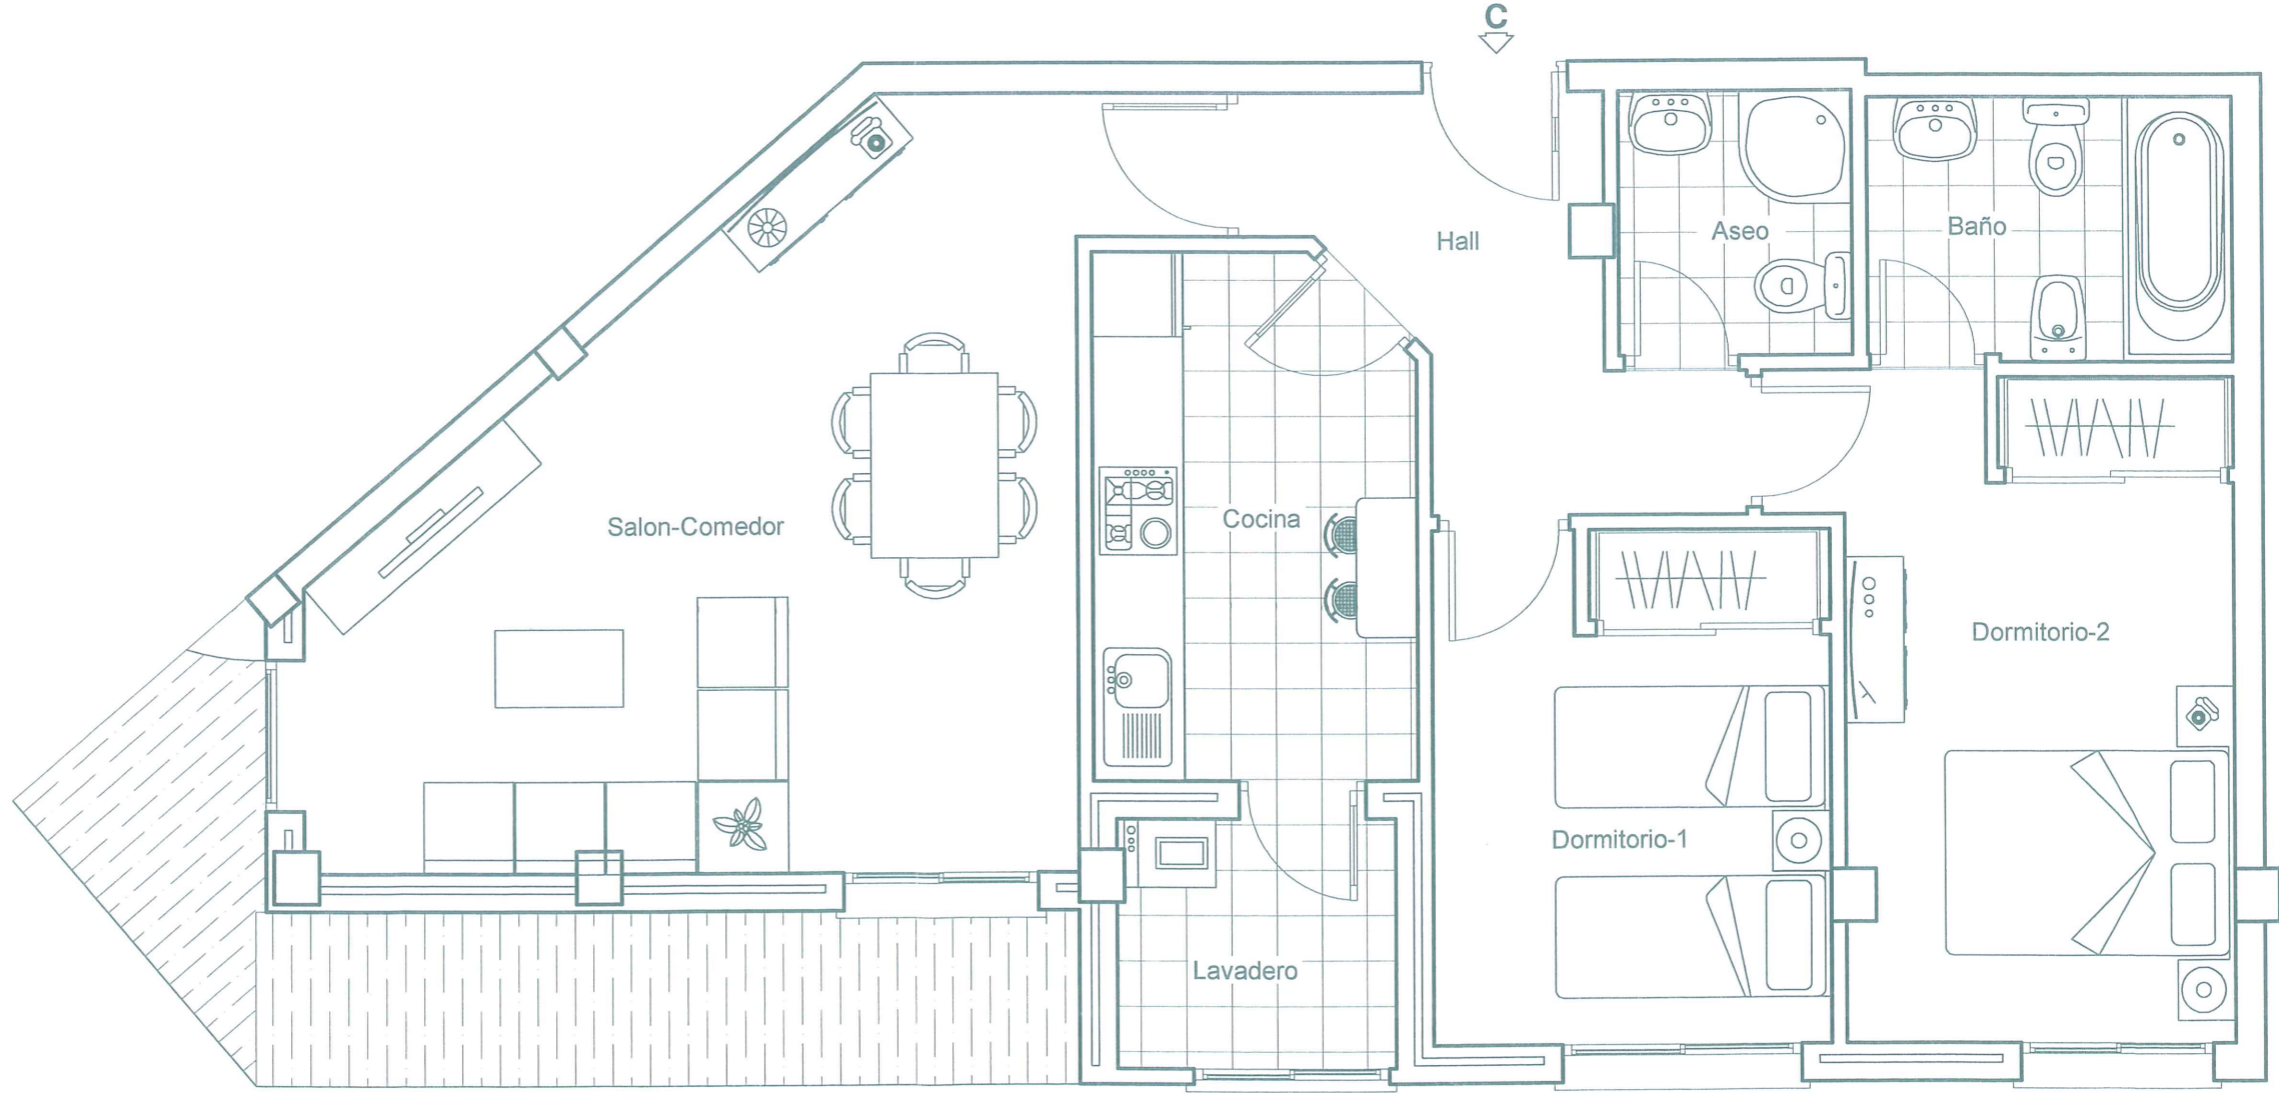 C
Hall
Aseo
Baño
Salon-Comedor
Cocina
Dormitorio-2
Dormitorio-1
Lavadero